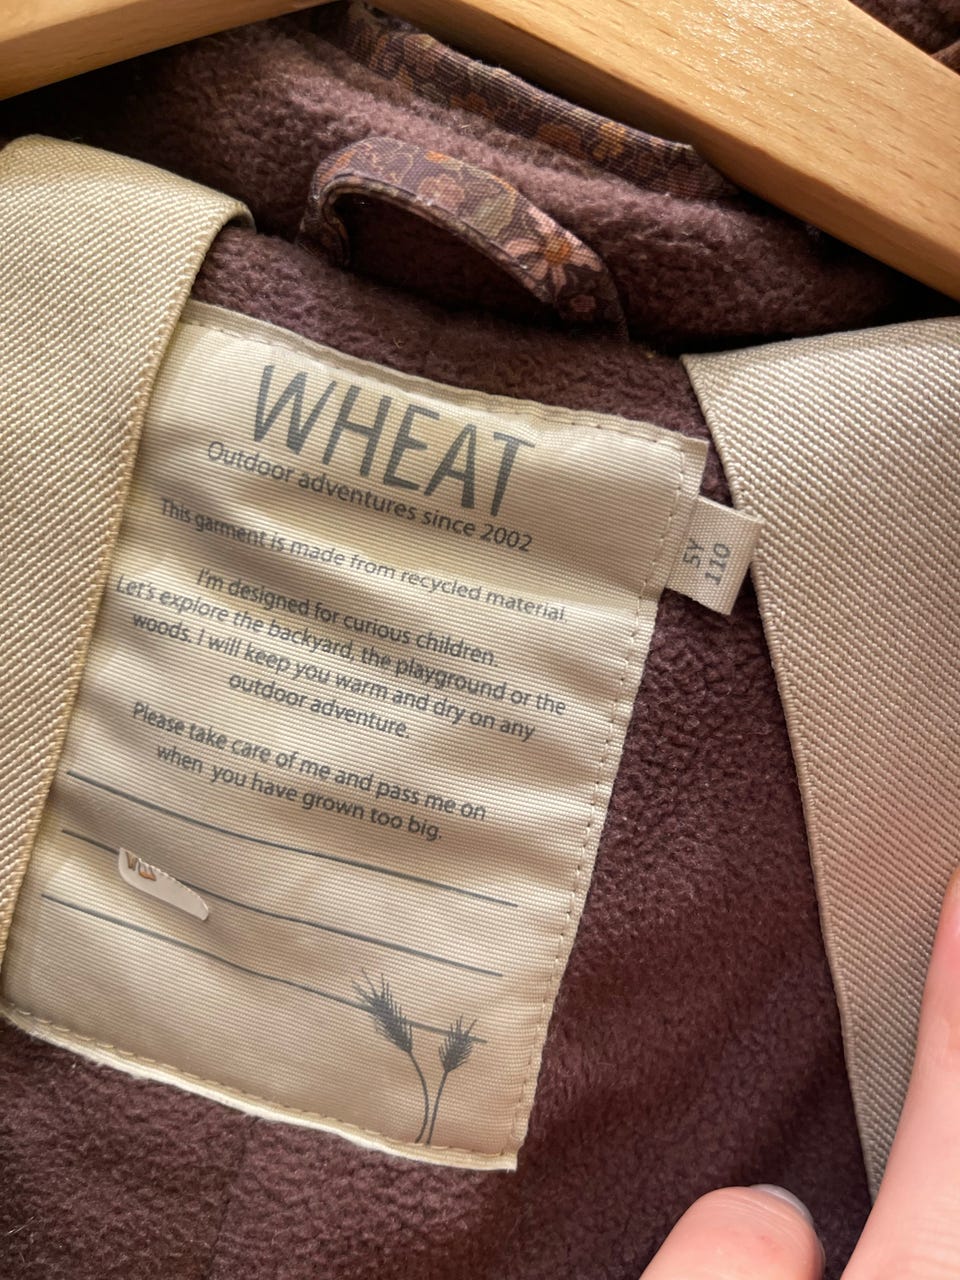 WHEAT
Outdoor adventures since 2002
This garment is made from recycled material
I'm designed for curious children.
Let's explore the backyard, the playground or the
woods. I will keep you warm and dry on any
outdoor adventure.
Please take care of me and pass me on
when you have grown too big.
5Y
110